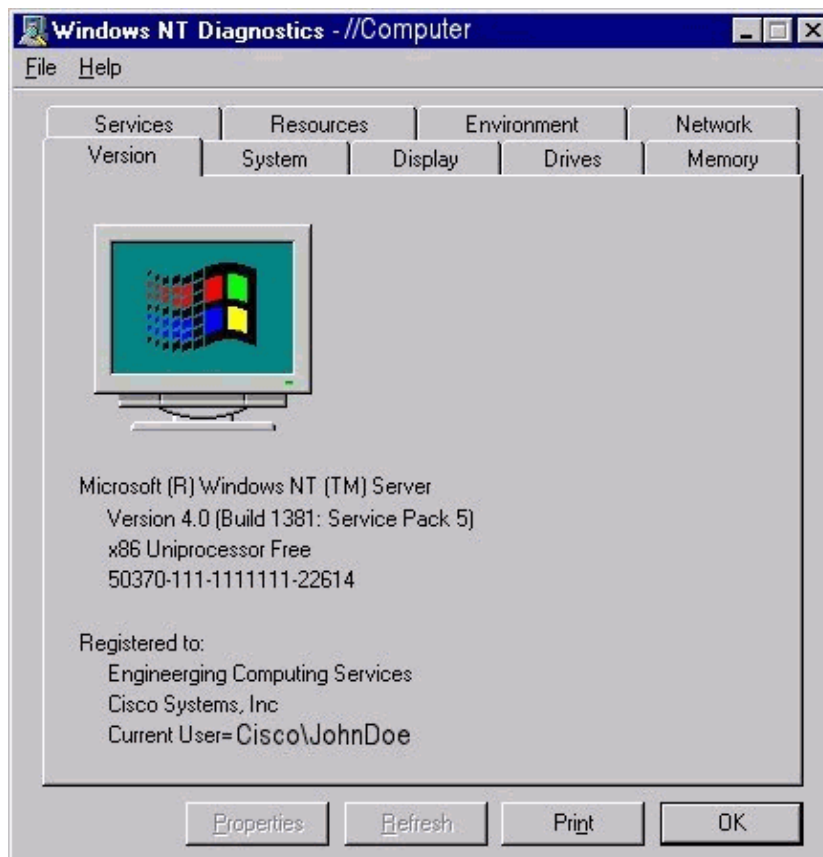 Windows NT Diagnostics - //Computer
File Help
Services Resources Environment Network
Version System Display Drives Memory
Microsoft (R) Windows NT (TM) Server
Version 4.0 (Build 1381: Service Pack 5)
x86 Uniprocessor Free
50370-111-1111111-22614
Registered to:
Engineerging Computing Services
Cisco Systems, Inc
Current User= Cisco\JohnDoe
Properties Refresh Print OK